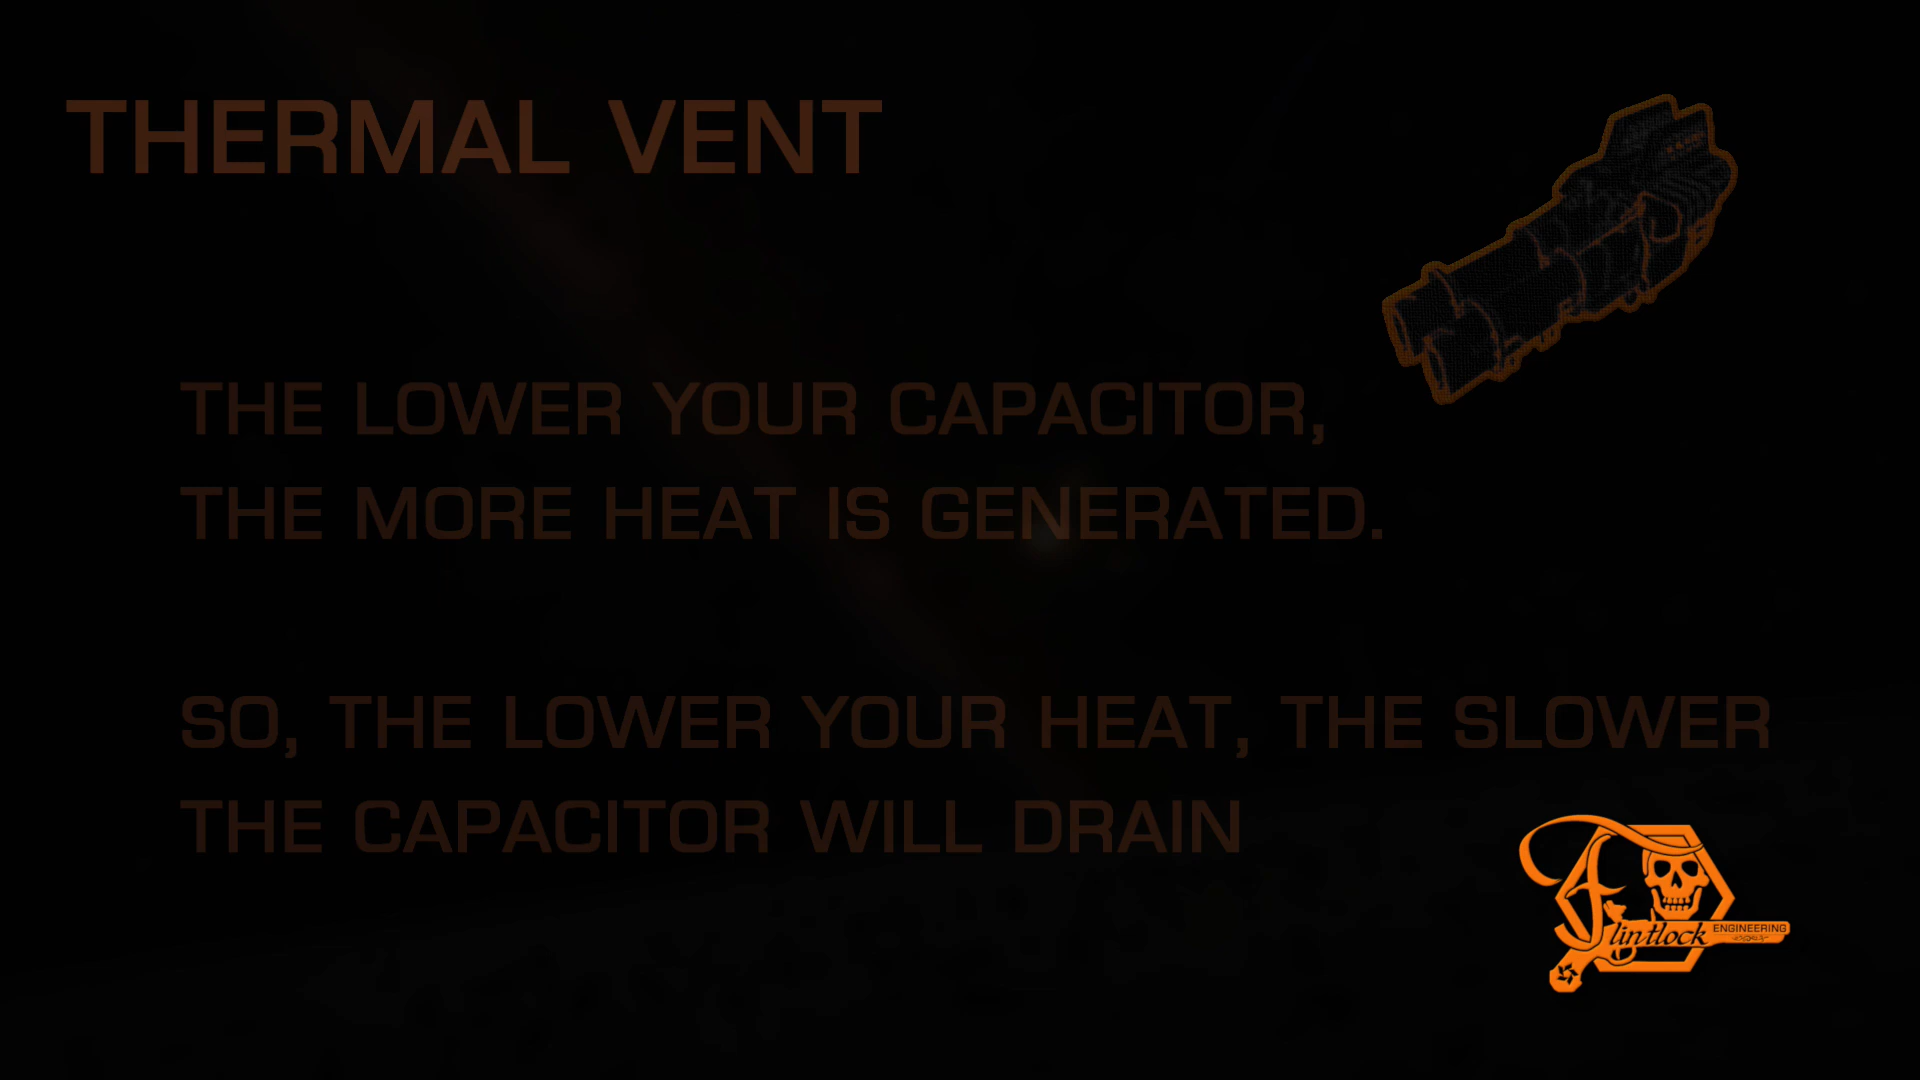 THERMAL VENT
THE LOWER YOUR CAPACITOR,
THE MORE HEAT IS GENERATED.
SO, THE LOWER YOUR HEAT, THE SLOWER
THE CAPACITOR WILL DRAIN
Flintlock ENGINEERING